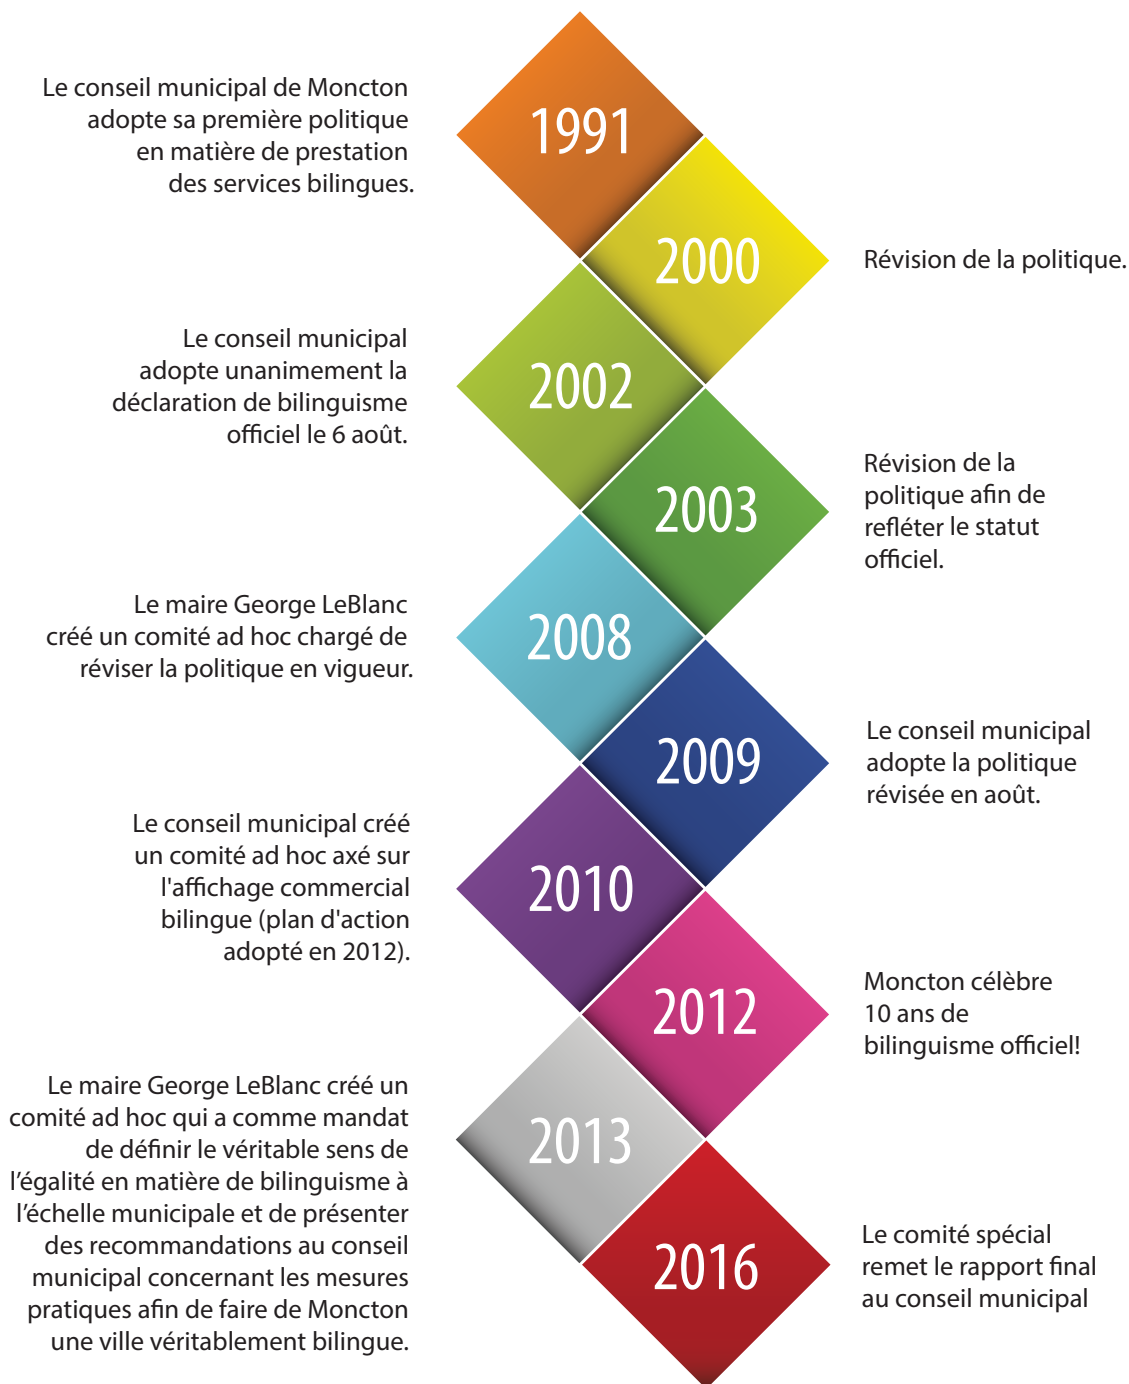 1991
Le conseil municipal de Moncton
adopte sa première politique
en matière de prestation
des services bilingues.
2000
Révision de la politique.
2002
Le conseil municipal
adopte unanimement la
déclaration de bilinguisme
officiel le 6 août.
2003
Révision de la
politique afin de
refléter le statut
officiel.
2008
Le maire George LeBlanc
créé un comité ad hoc chargé de
réviser la politique en vigueur.
2009
Le conseil municipal
adopte la politique
révisée en août.
2010
Le conseil municipal créé
un comité ad hoc axé sur
l'affichage commercial
bilingue (plan d'action
adopté en 2012).
2012
Moncton célèbre
10 ans de
bilinguisme officiel!
2013
Le maire George LeBlanc créé un
comité ad hoc qui a comme mandat
de définir le véritable sens de
l’égalité en matière de bilinguisme à
l’échelle municipale et de présenter
des recommandations au conseil
municipal concernant les mesures
pratiques afin de faire de Moncton
une ville véritablement bilingue.
2016
Le comité spécial
remet le rapport final
au conseil municipal